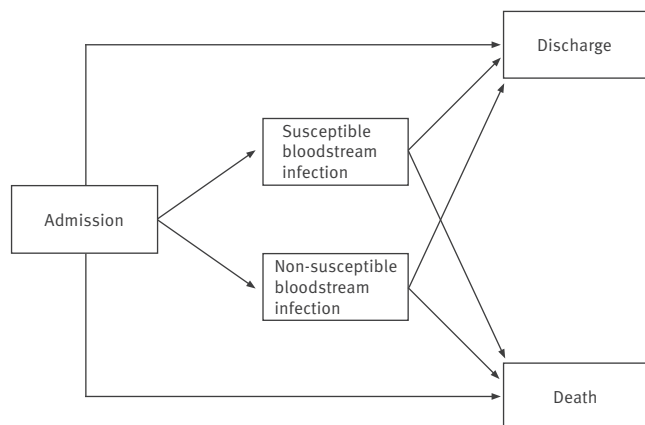 Discharge
Susceptible
bloodstream
infection
Admission
Non-susceptible
bloodstream
infection
Death